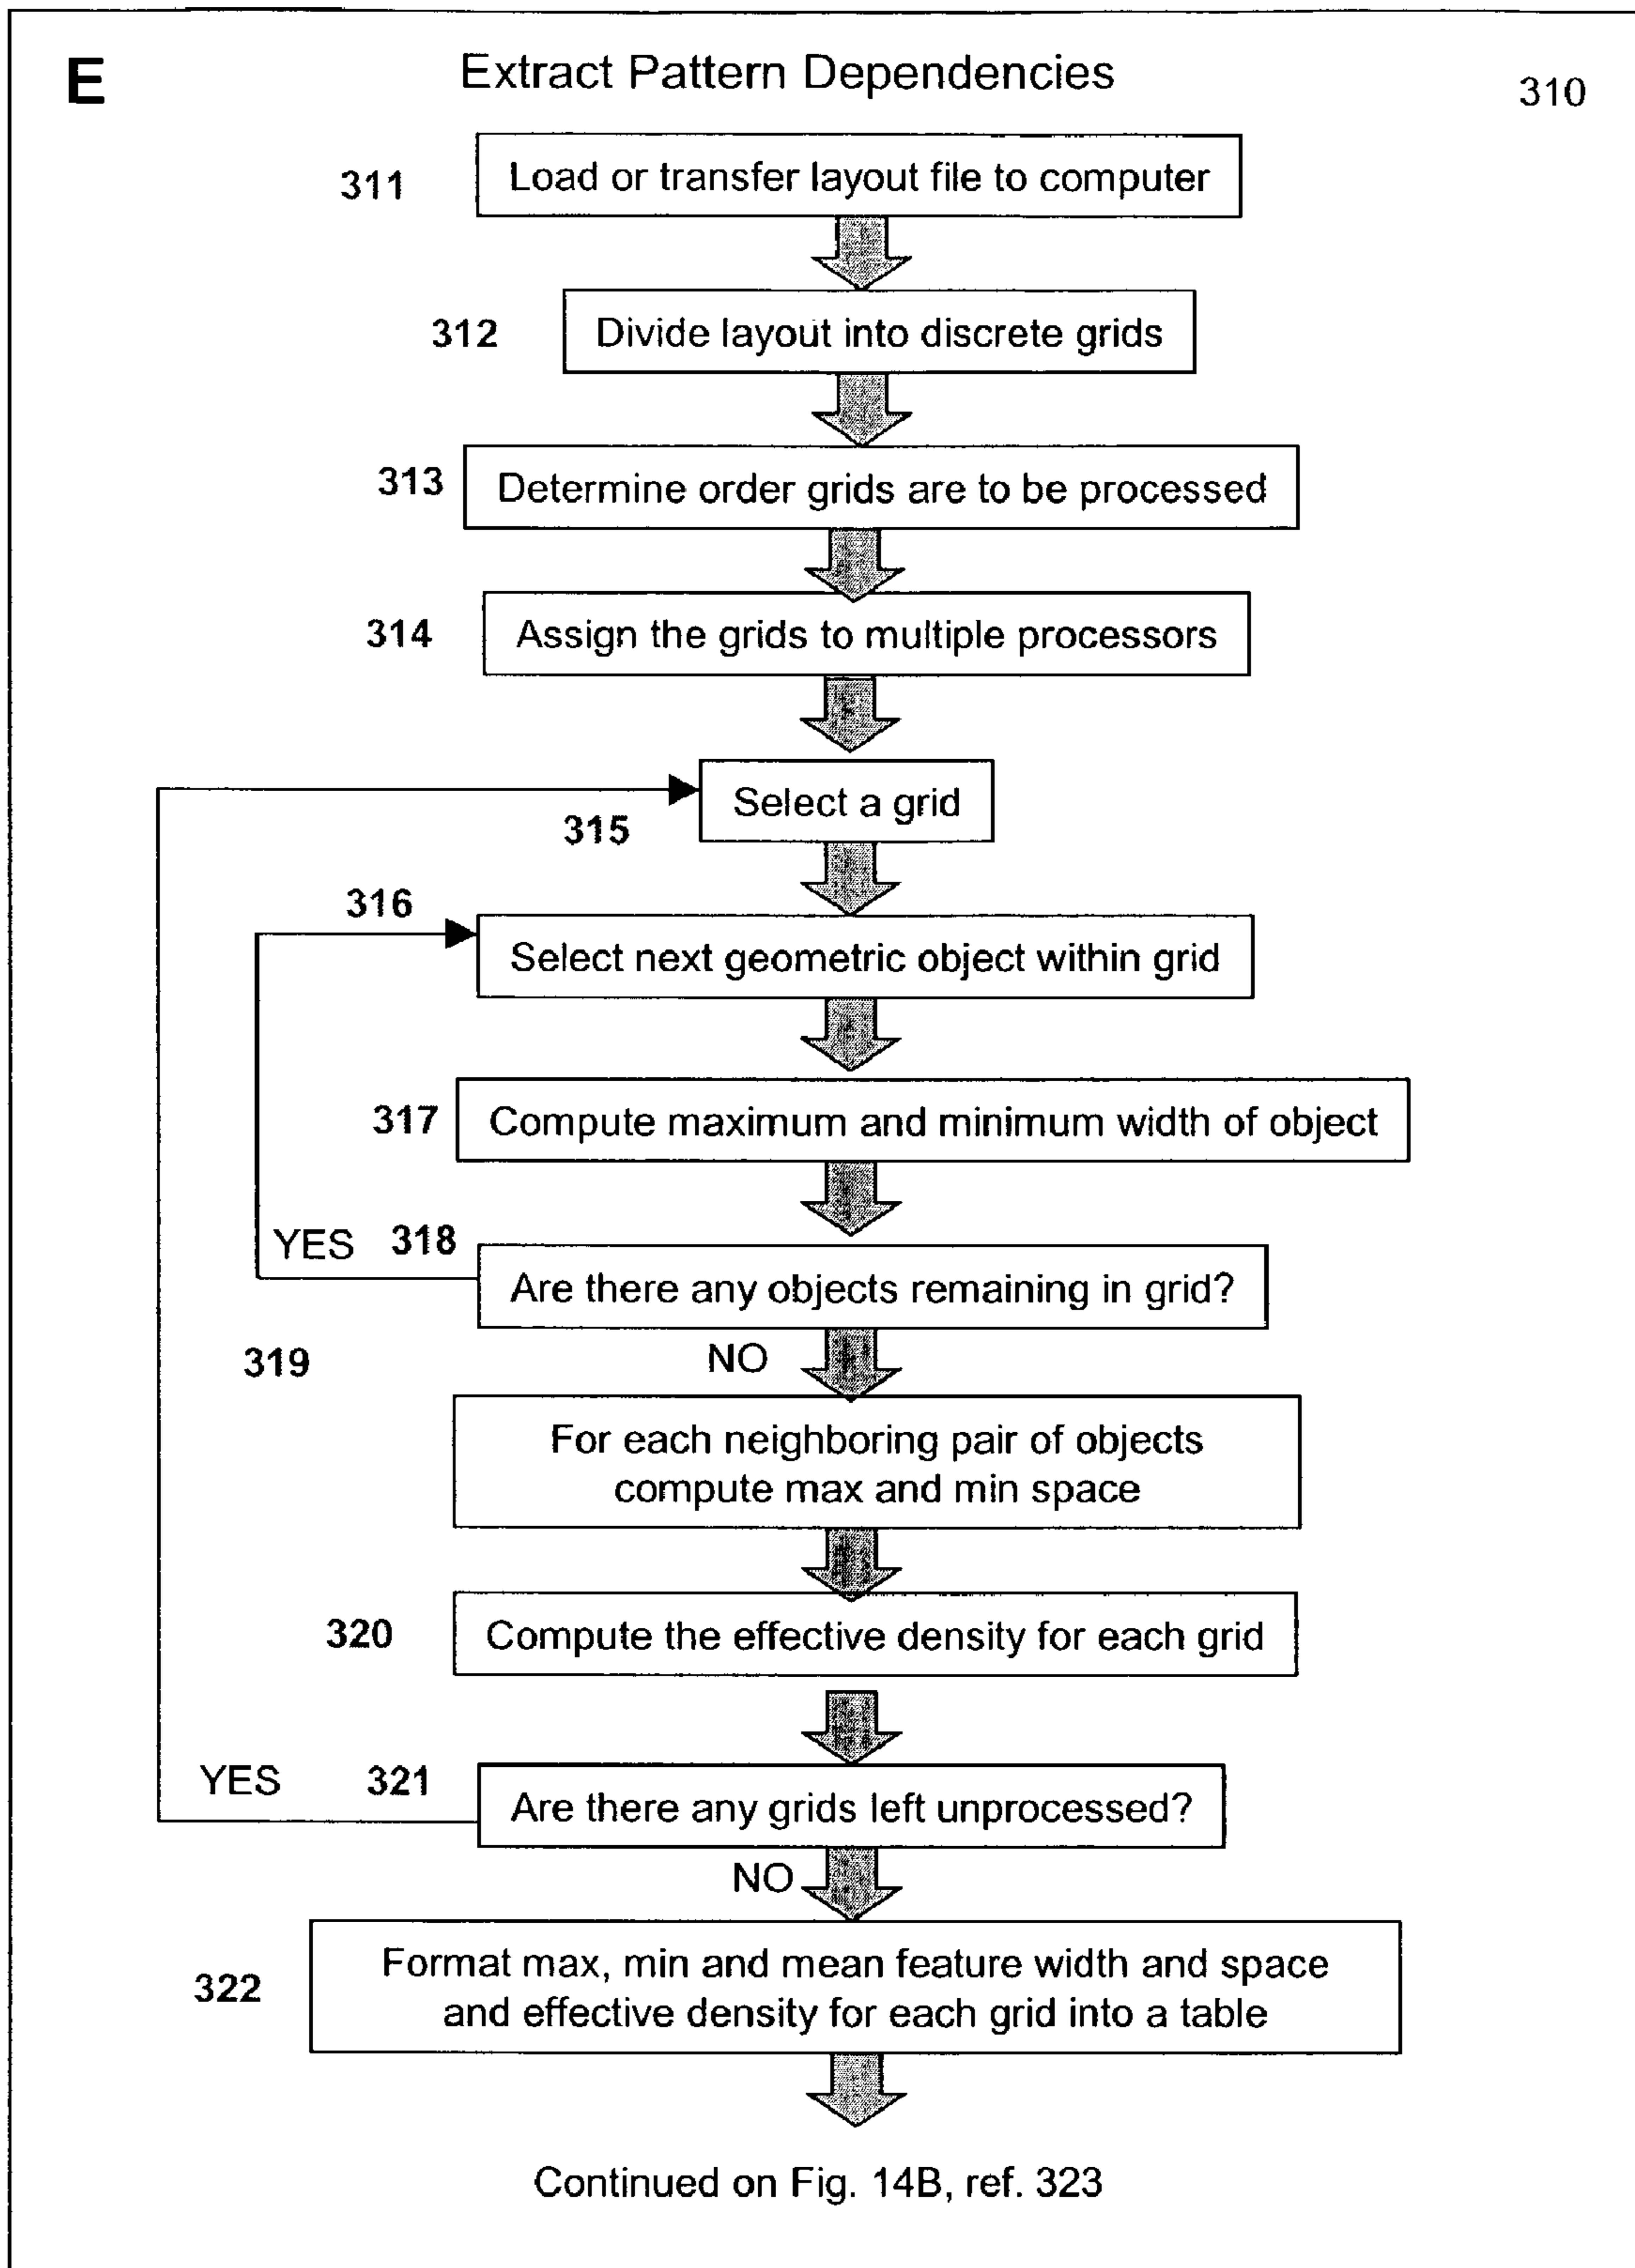 E
Extract Pattern Dependencies
310
311
Load or transfer layout file to computer
312
Divide layout into discrete grids
313
Determine order grids are to be processed
314
Assign the grids to multiple processors
Select a grid
315
316
Select next geometric object within grid
317
Compute maximum and minimum width of object
YES
318
Are there any objects remaining in grid?
319
NO
For each neighboring pair of objects
compute max and min space
320
Compute the effective density for each grid
YES
321
Are there any grids left unprocessed?
NO
322
Format max, min and mean feature width and space
and effective density for each grid into a table
Continued on Fig. 14B, ref. 323